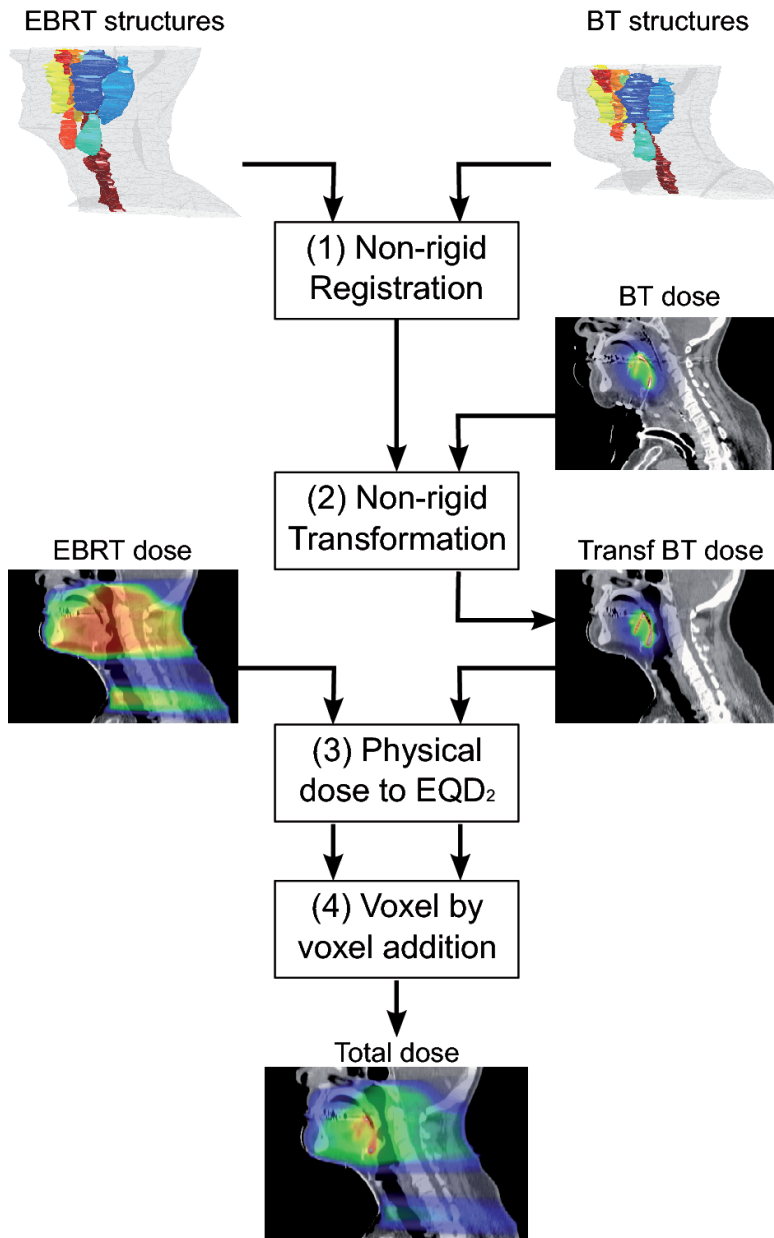 EBRT structures
BT structures
(1) Non-rigid
Registration
BT dose
(2) Non-rigid
Transformation
EBRT dose
Transf BT dose
(3) Physical
dose to EQD₂
(4) Voxel by
voxel addition
Total dose